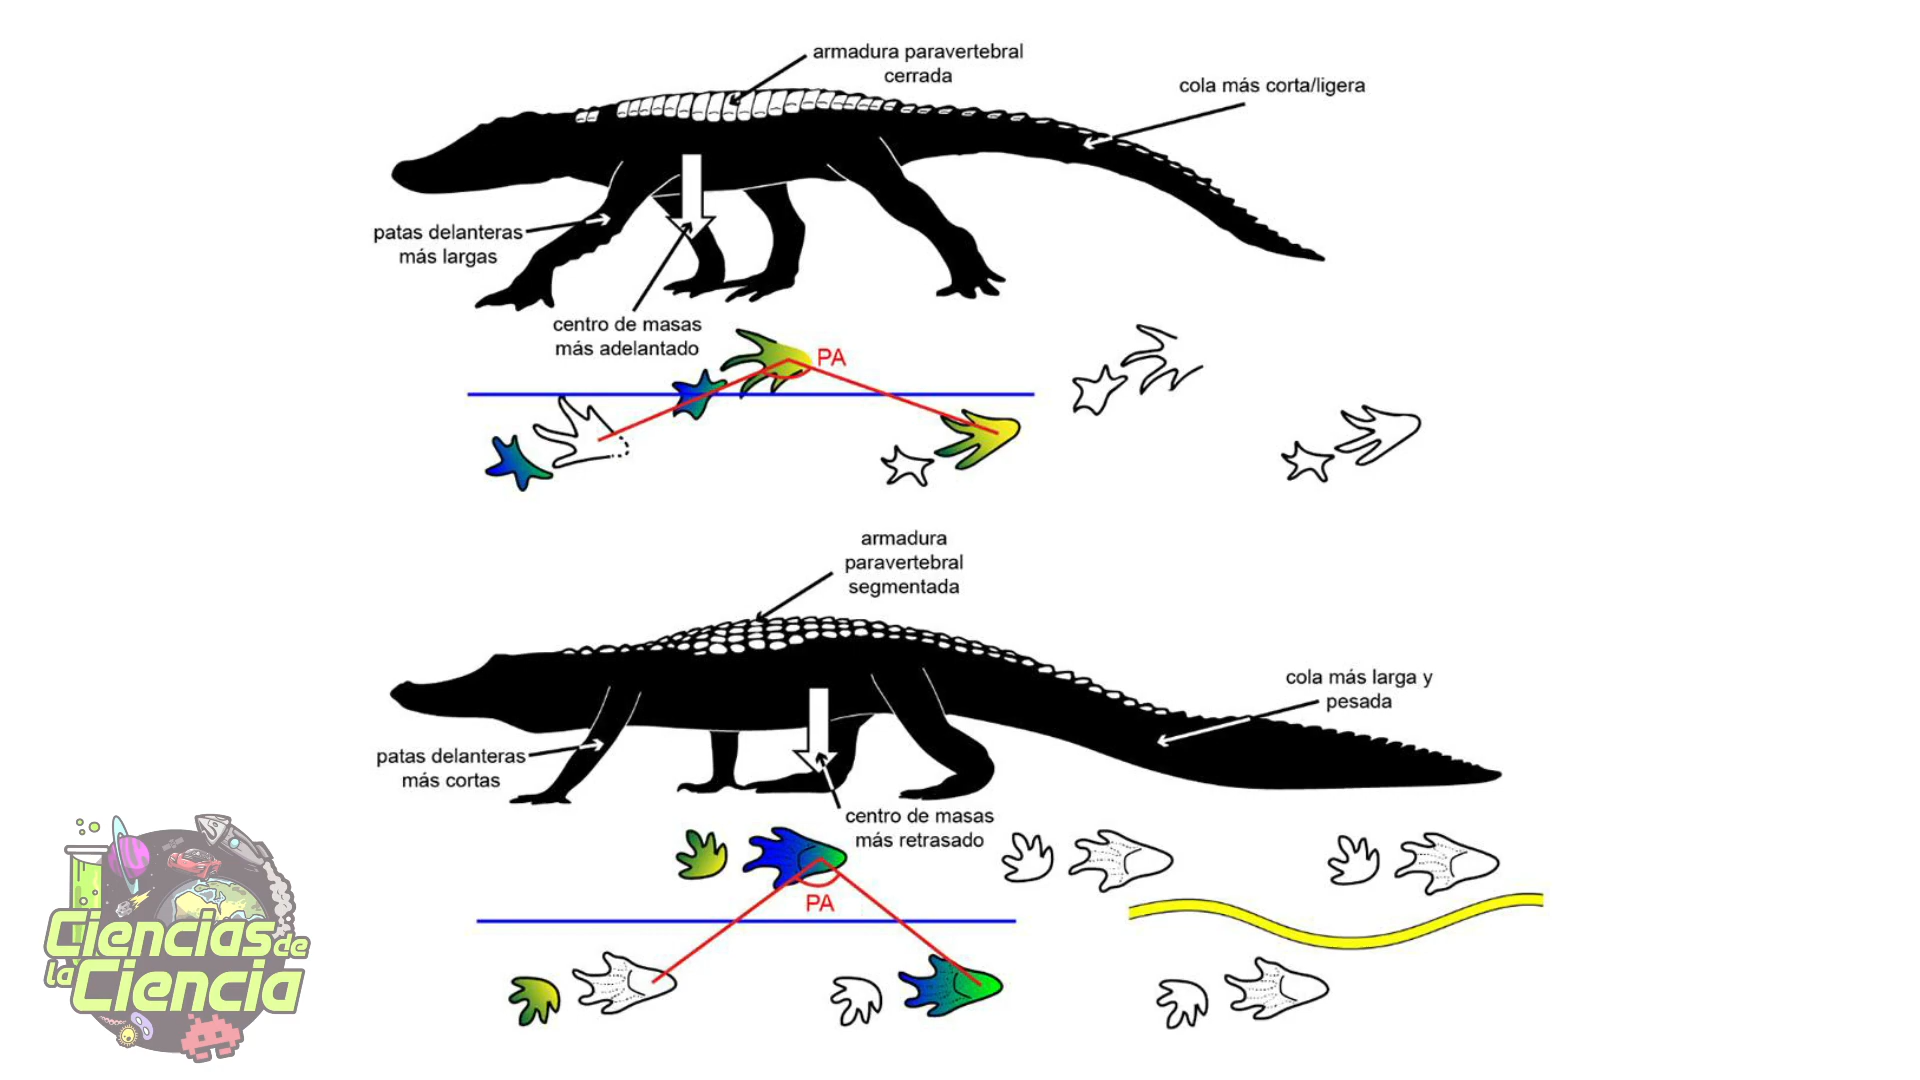 armadura paravertebral
cerrada
cola más corta/ligera
patas delanteras
más largas
centro de masas
más adelantado
PA
armadura
paravertebral
segmentada
cola más larga y
pesada
patas delanteras
más cortas
centro de masas
más retrasado
PA
Ciencias de
la Ciencia